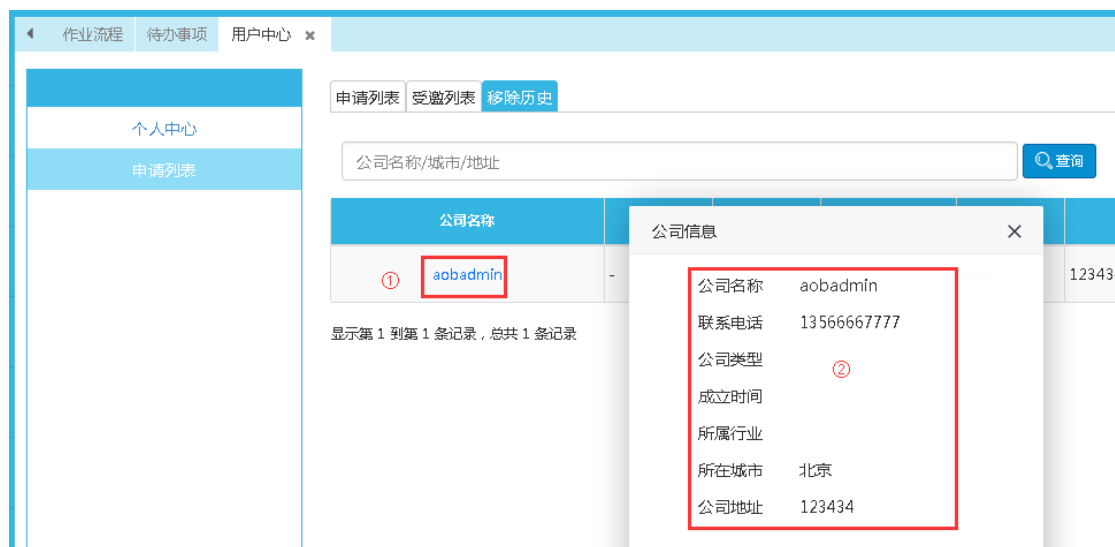 作业流程 待办事项 用户中心 ×
个人中心
申请列表
申请列表 受邀列表 移除历史
公司名称/城市/地址 查询
公司名称
① aobadmin - 12343
显示第 1 到第 1 条记录，总共 1 条记录
公司信息 ×
公司名称 aobadmin
联系电话 13566667777
公司类型
②
成立时间
所属行业
所在城市 北京
公司地址 123434